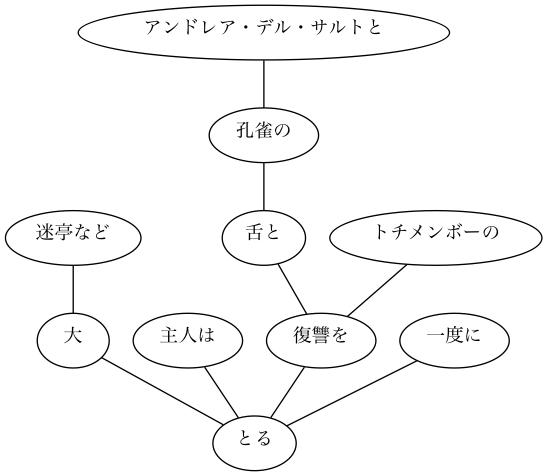 アンドレア・デル・サルトと
孔雀の
迷亭など
舌と
トチメンボーの
大
主人は
復讐を
一度に
とる